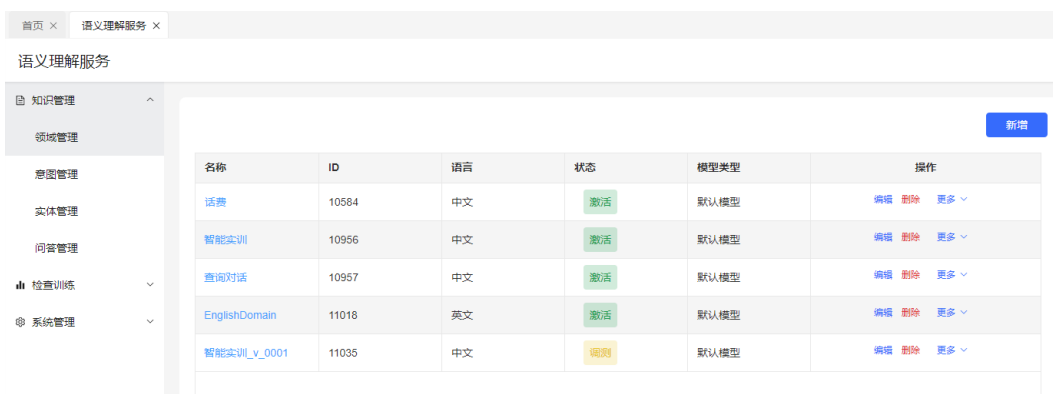 首页 × 语义理解服务 ×
语义理解服务
知识管理
领域管理
意图管理
实体管理
问答管理
检查训练
系统管理
新增
名称 ID 语言 状态 模型类型 操作
话费 10584 中文 激活 默认模型 编辑 删除 更多
智能实训 10956 中文 激活 默认模型 编辑 删除 更多
查询对话 10957 中文 激活 默认模型 编辑 删除 更多
EnglishDomain 11018 英文 激活 默认模型 编辑 删除 更多
智能实训_v_0001 11035 中文 调测 默认模型 编辑 删除 更多